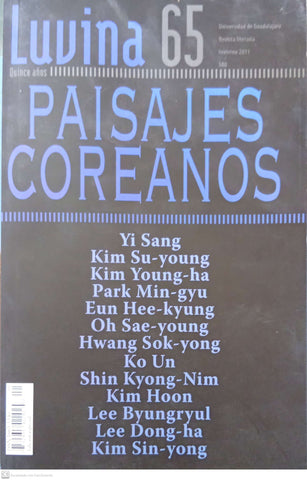 Luvina 65
Quince años
Universidad de Guadalajara
Revista literaria
Invierno 2011
$80
PAISAJES
COREANOS
Yi Sang
Kim Su-young
Kim Young-ha
Park Min-gyu
Eun Hee-kyung
Oh Sae-young
Hwang Sok-yong
Ko Un
Shin Kyong-Nim
Kim Hoon
Lee Byungryul
Lee Dong-ha
Kim Sin-yong